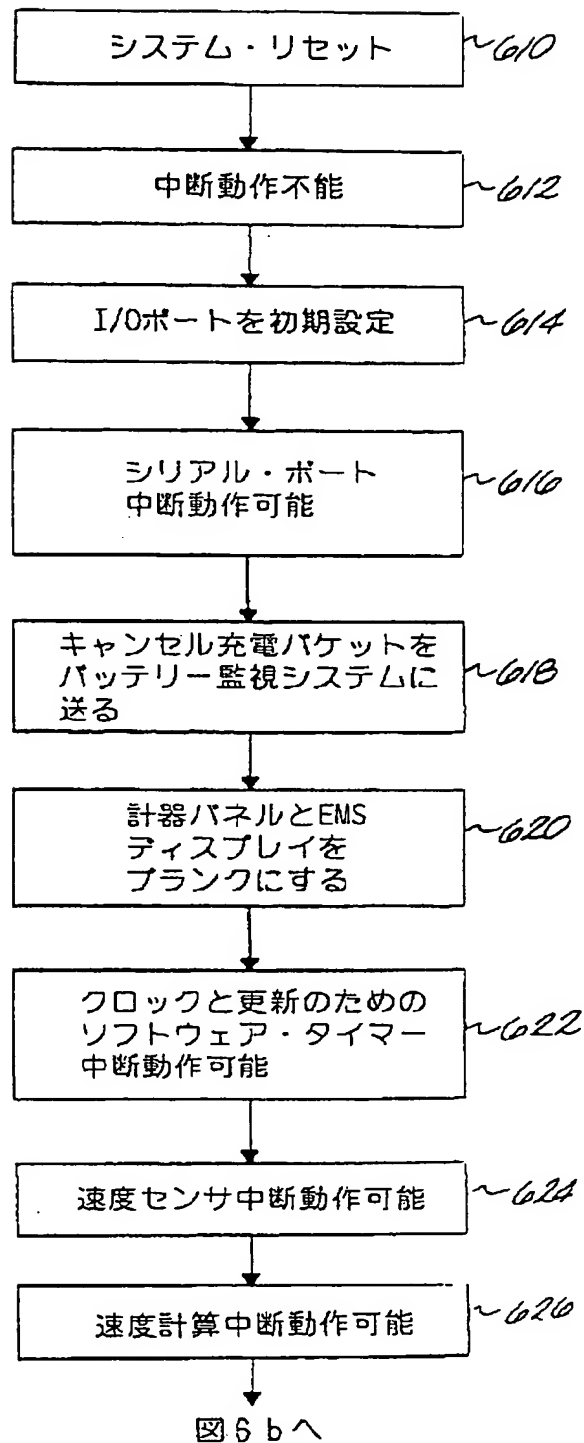 システム・リセット
~610
中断動作不能
~612
I/Oポートを初期設定
~614
シリアル・ポート
中断動作可能
~616
キャンセル充電パケットを
バッテリー監視システムに
送る
~618
計器パネルとEMS
ディスプレイを
ブランクにする
~620
クロックと更新のための
ソフトウェア・タイマー
中断動作可能
~622
速度センサ中断動作可能
~624
速度計算中断動作可能
~626
図6bへ